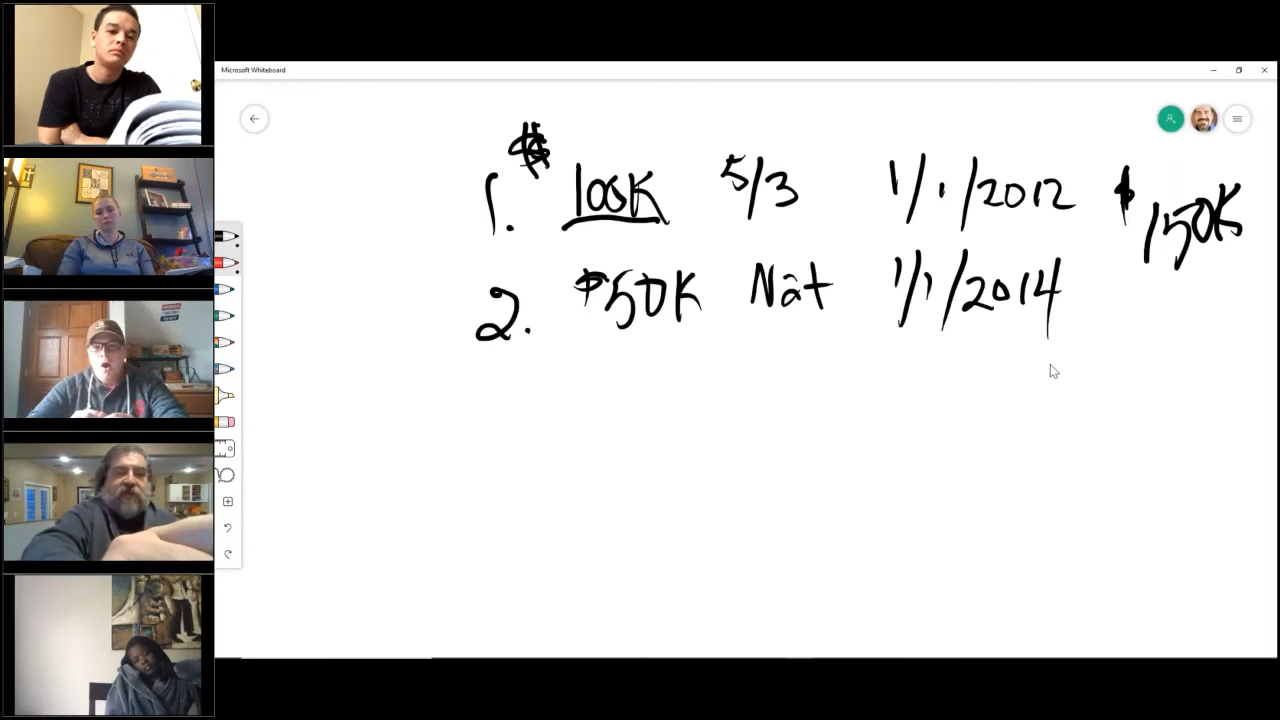 Microsoft Whiteboard
1. $ 100K 5/3 1/1/2012 $150K
2. $50K Nat 1/1/2014